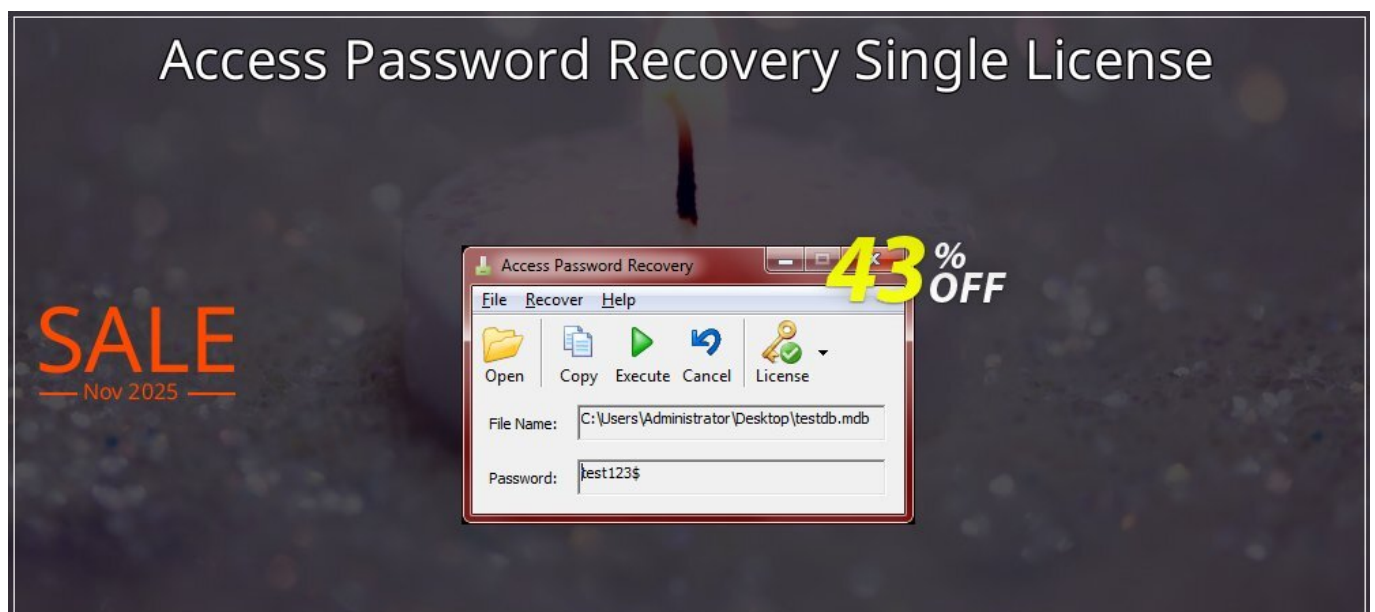 Access Password Recovery Single License
43% OFF
Access Password Recovery
File Recover Help
Open Copy Execute Cancel License
SALE
Nov 2025
File Name: C:\Users\Administrator\Desktop\testdb.mdb
Password: test123$